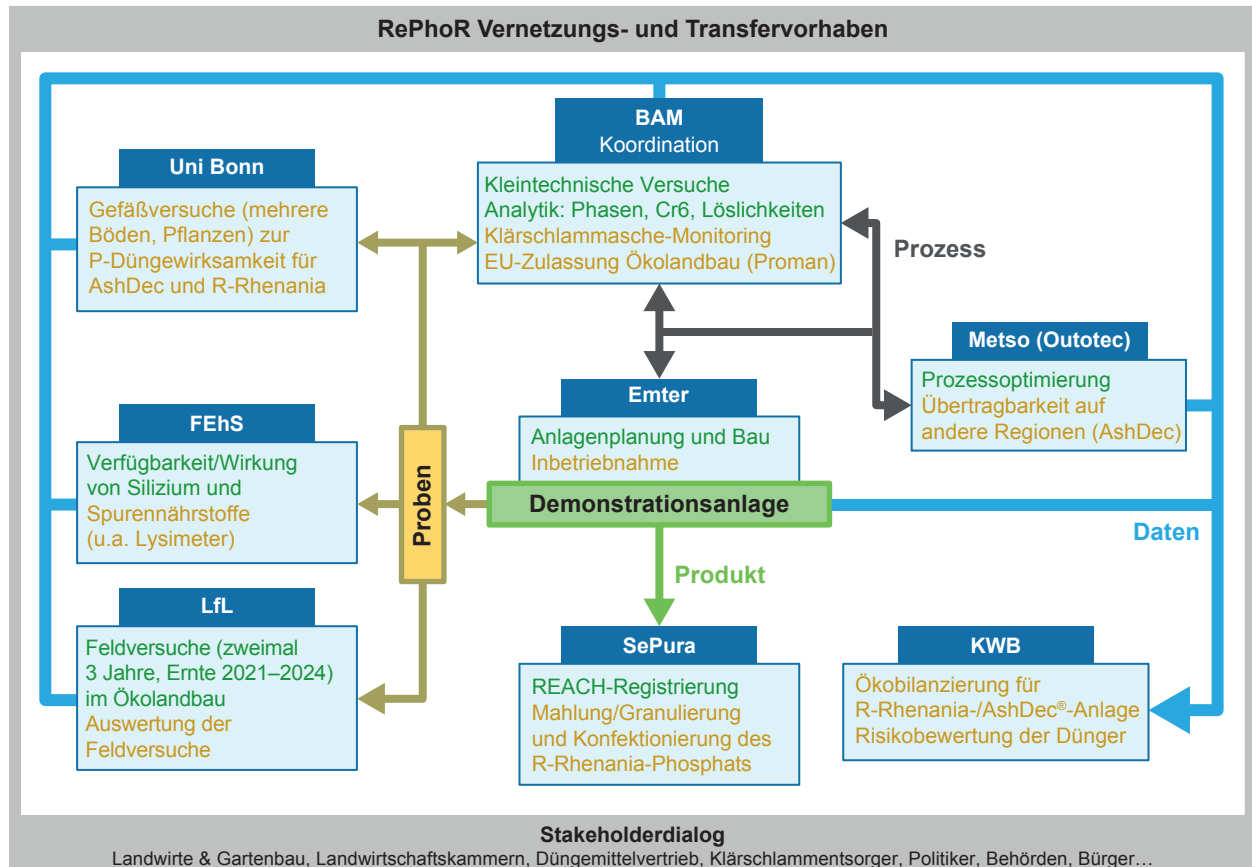 RePhoR Vernetzungs- und Transfervorhaben
BAM
Koordination
Kleintechnische Versuche
Analytik: Phasen, Cr6, Löslichkeiten
Klärschlammasche-Monitoring
EU-Zulassung Ökolandbau (Proman)
Uni Bonn
Gefäßversuche (mehrere
Böden, Pflanzen) zur
P-Düngewirksamkeit für
AshDec und R-Rhenania
Prozess
Metso (Outotec)
Prozessoptimierung
Übertragbarkeit auf
andere Regionen (AshDec)
Emter
Anlagenplanung und Bau
Inbetriebnahme
Demonstrationsanlage
FEhS
Verfügbarkeit/Wirkung
von Silizium und
Spurennährstoffe
(u.a. Lysimeter)
Proben
Daten
Produkt
LfL
Feldversuche (zweimal
3 Jahre, Ernte 2021–2024)
im Ökolandbau
Auswertung der
Feldversuche
SePura
REACH-Registrierung
Mahlung/Granulierung
und Konfektionierung des
R-Rhenania-Phosphats
KWB
Ökobilanzierung für
R-Rhenania-/AshDec®-Anlage
Risikobewertung der Dünger
Stakeholderdialog
Landwirte & Gartenbau, Landwirtschaftskammern, Düngemittelvertrieb, Klärschlammentsorger, Politiker, Behörden, Bürger…